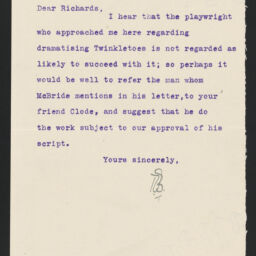 Dear Richards,
I hear that the playwright
who approached me here regarding
dramatising Twinkletoes is not regarded as
likely to succeed with it; so perhaps it
would be well to refer the man whom
McBride mentions in his letter,to your
friend Clode, and suggest that he do
the work subject to our approval of his
script.
Yours sincerely,